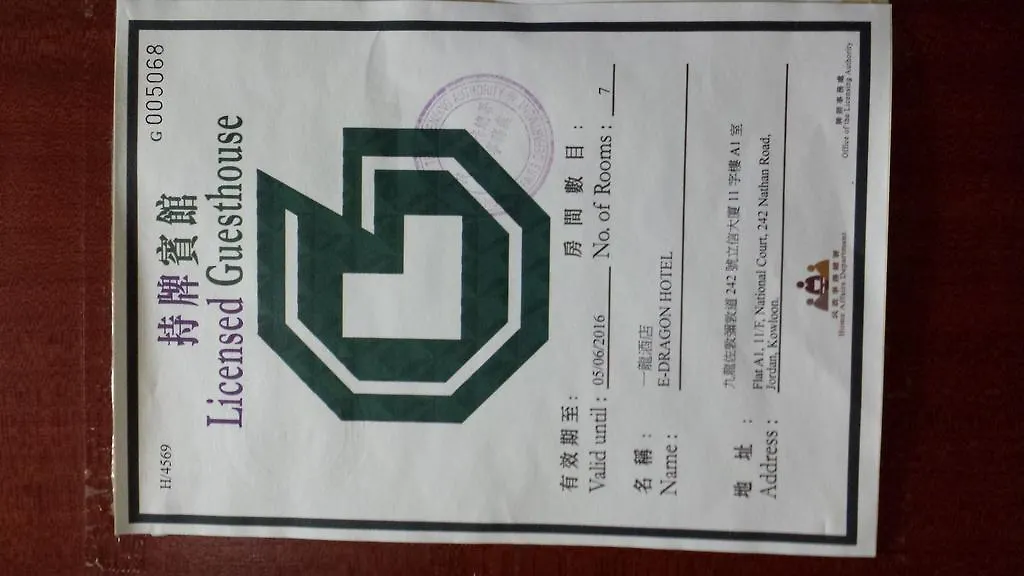 H/4569
G 005068
持牌賓館
Licensed Guesthouse
有效期至:
Valid until: 05/06/2016
房間數目:
No. of Rooms: 7
名稱: 一龍酒店
Name: E-DRAGON HOTEL
地址: 九龍佐敦彌敦道 242 號立信大廈 11 字樓 A1 室
Address: Flat A1, 11/F, National Court, 242 Nathan Road,
Jordan, Kowloon.
民政事務總署
Home Affairs Department
牌照事務處
Office of the Licensing Authority